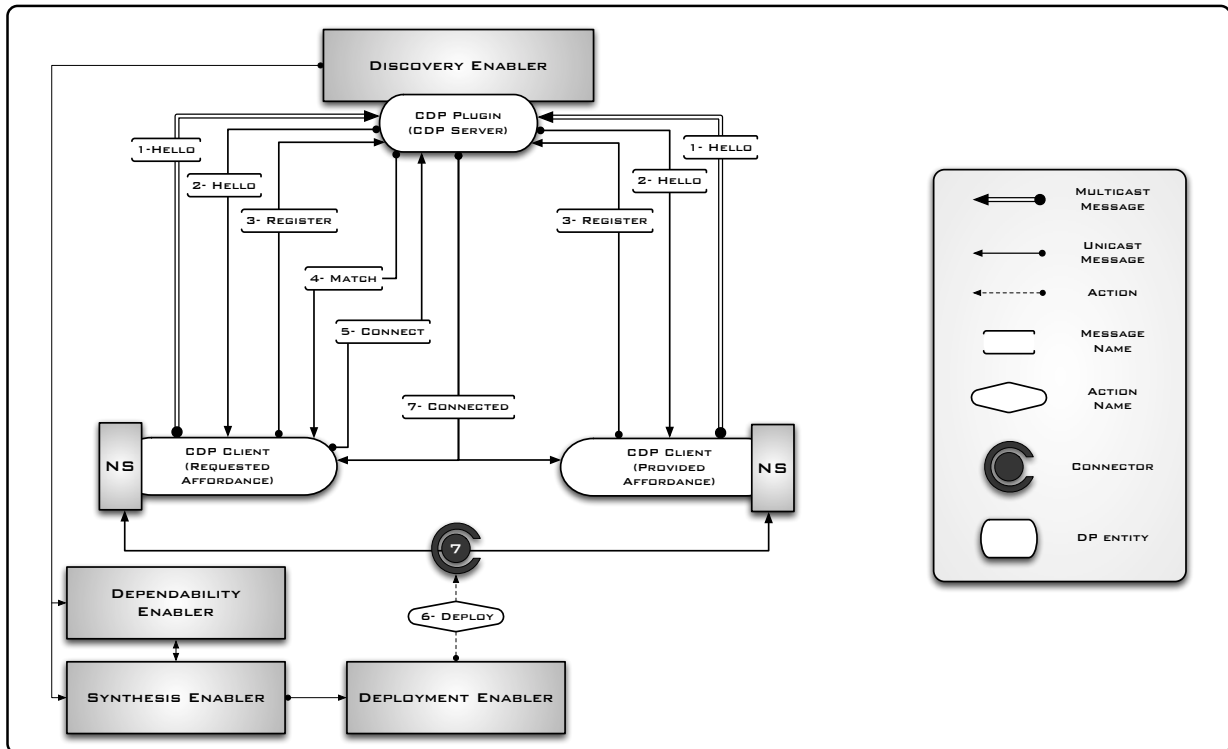 DISCOVERY ENABLER
CDP PLUGIN
(CDP SERVER)
1-HELLO
1- HELLO
2- HELLO
2- HELLO
3- REGISTER
3- REGISTER
4- MATCH
5- CONNECT
7- CONNECTED
NS
CDP CLIENT
(REQUESTED
AFFORDANCE)
CDP CLIENT
(PROVIDED
AFFORDANCE)
NS
7
6- DEPLOY
DEPENDABILITY
ENABLER
SYNTHESIS ENABLER
DEPLOYMENT ENABLER
MULTICAST
MESSAGE
UNICAST
MESSAGE
ACTION
MESSAGE
NAME
ACTION
NAME
CONNECTOR
DP ENTITY